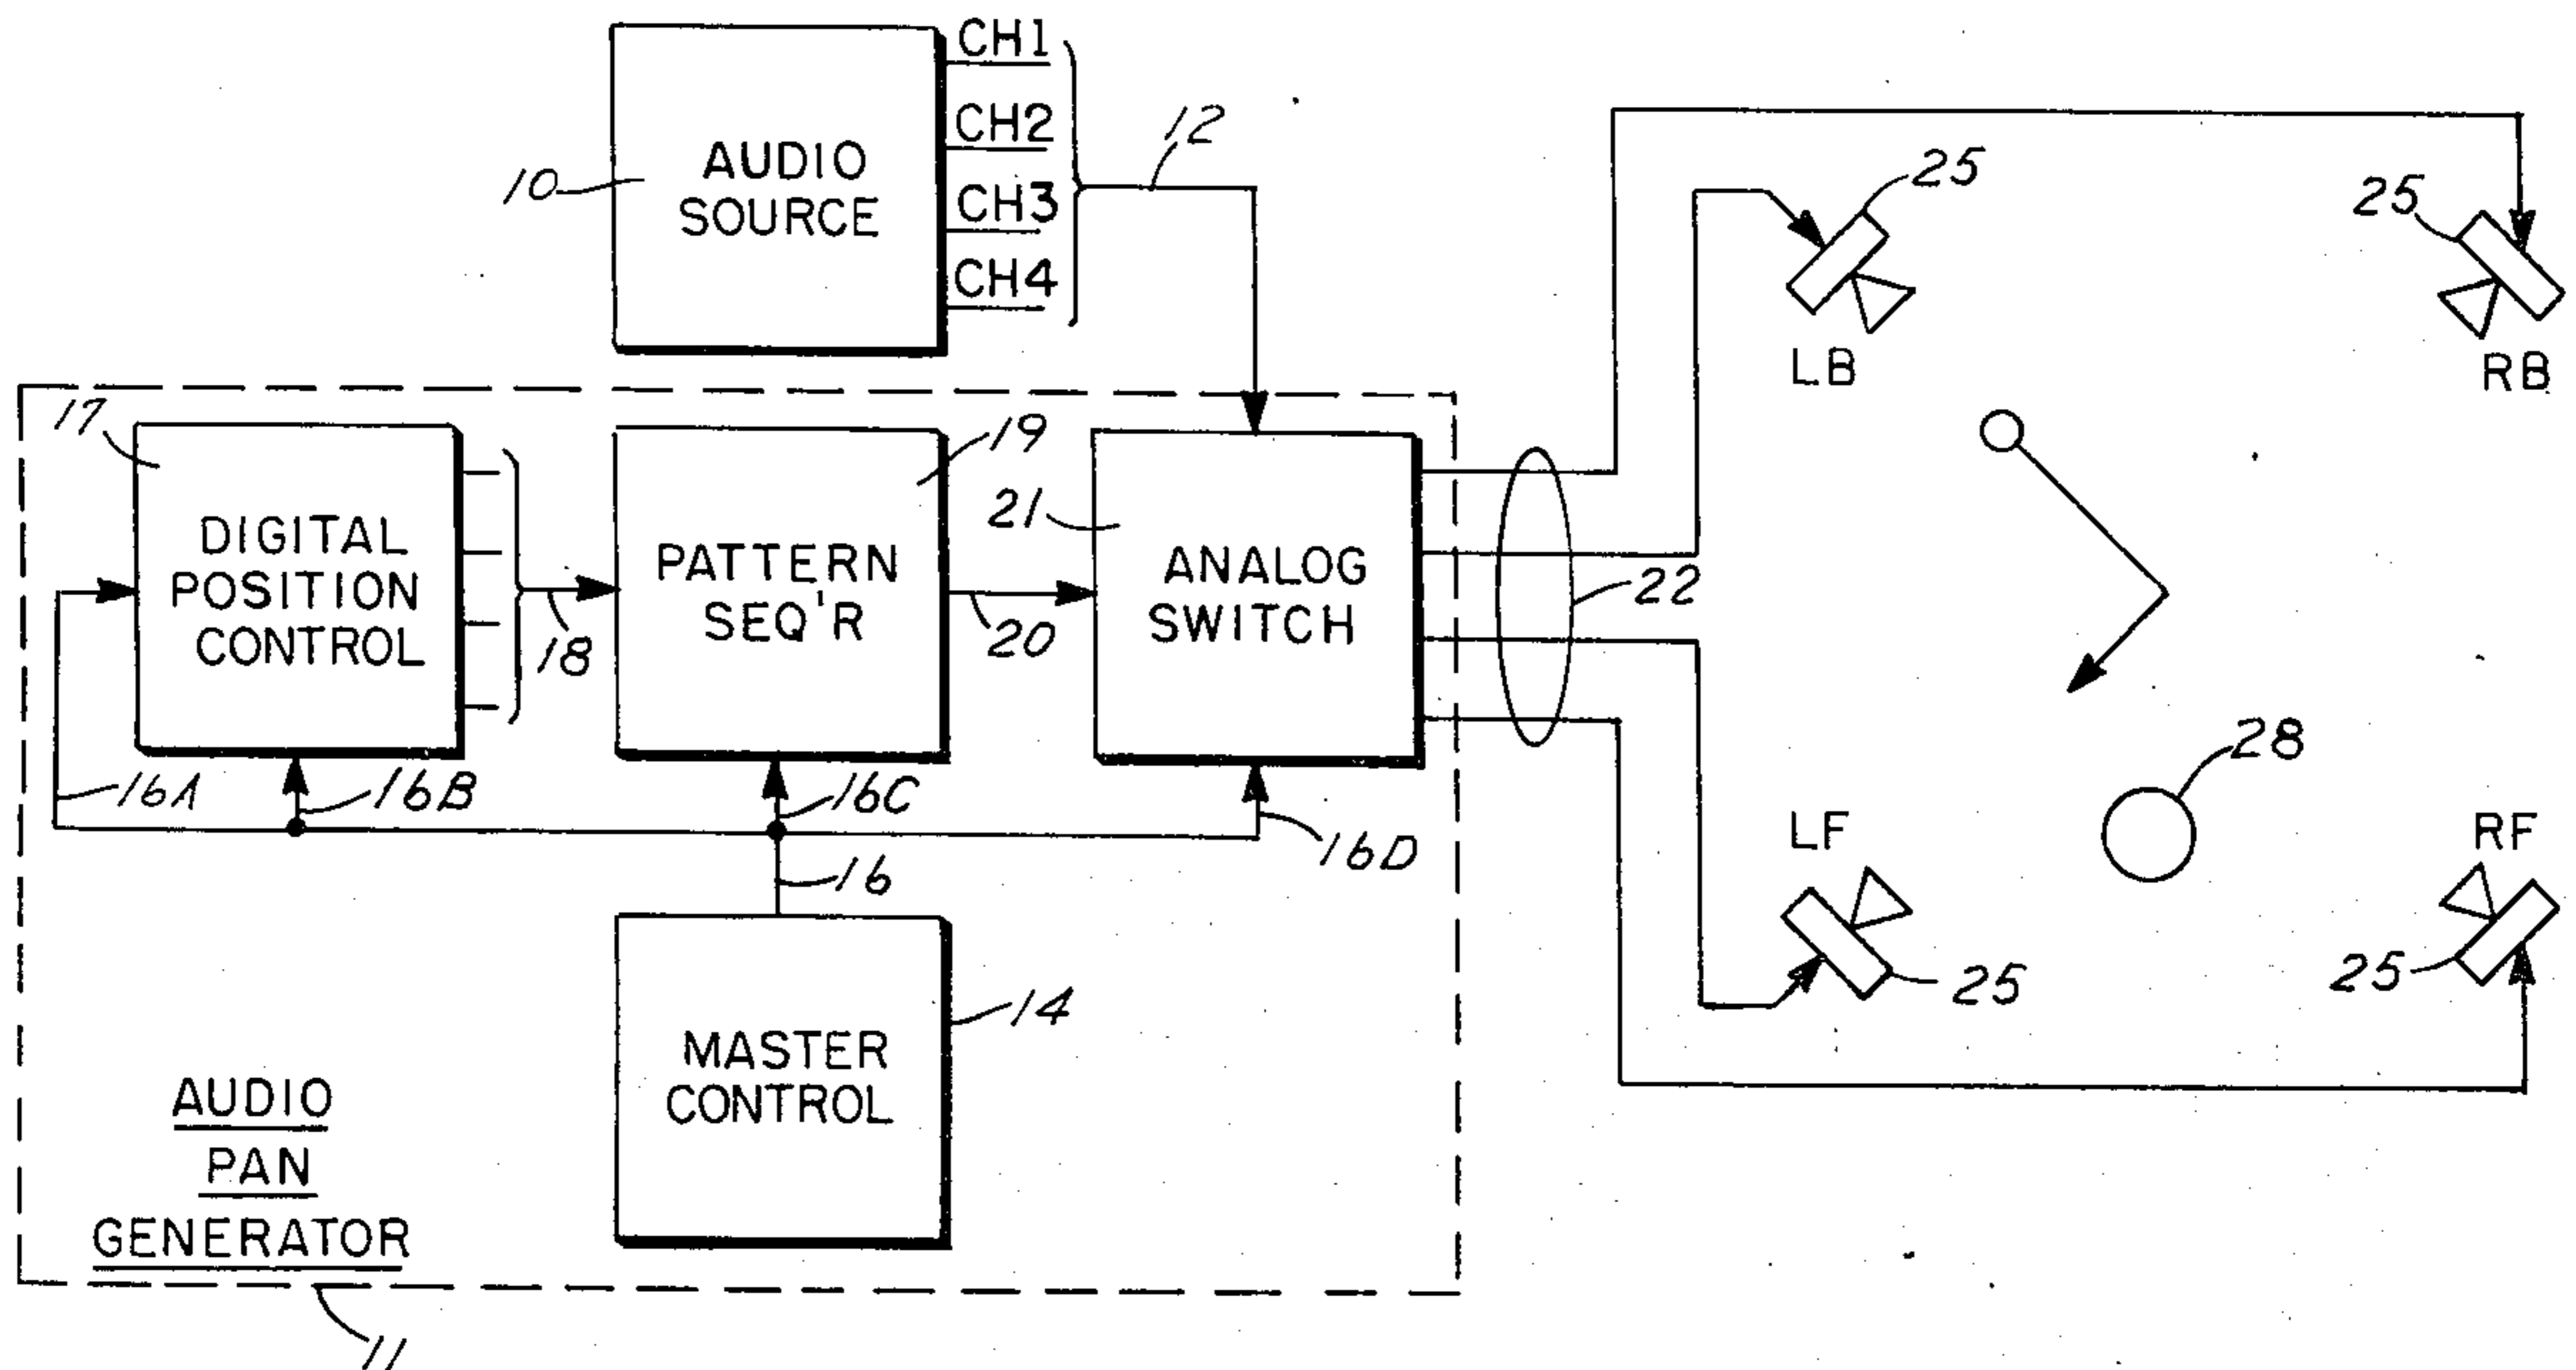 CH1
CH2
12
10
AUDIO
SOURCE
CH3
CH4
25
25
LB
RB
17
DIGITAL
POSITION
CONTROL
18
19
PATTERN
SEQ'R
20
21
ANALOG
SWITCH
22
28
16A
16B
16C
16D
16
LF
RF
25
25
14
MASTER
CONTROL
AUDIO
PAN
GENERATOR
11